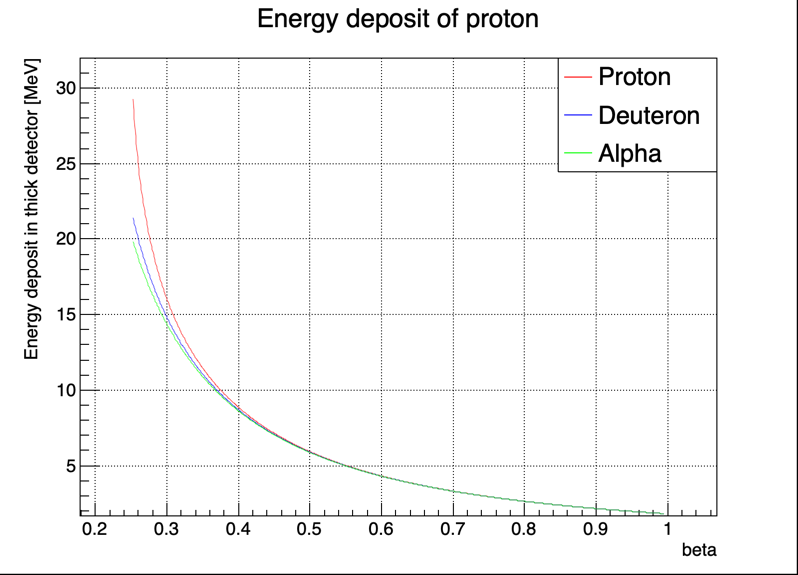 Energy deposit of proton
Energy deposit in thick detector [MeV]
30
25
20
15
10
5
Proton
Deuteron
Alpha
0.2 0.3 0.4 0.5 0.6 0.7 0.8 0.9 1
beta